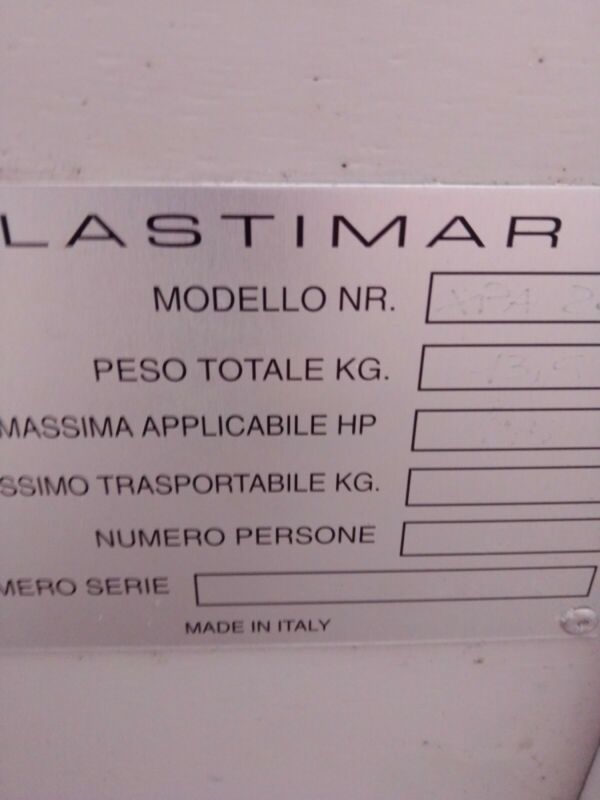 LASTIMAR
MODELLO NR.
PESO TOTALE KG.
MASSIMA APPLICABILE HP
SSIMO TRASPORTABILE KG.
NUMERO PERSONE
MERO SERIE
MADE IN ITALY